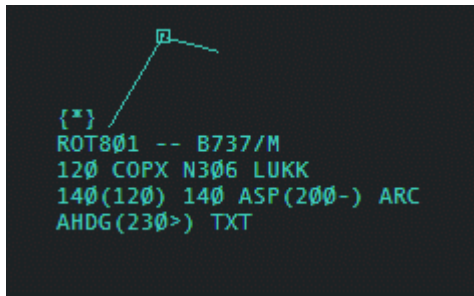 {*}
ROT8Ø1 -- B737/M
12Ø COPX N3Ø6 LUKK
14Ø(12Ø) 14Ø ASP(2ØØ-) ARC
AHDG(23Ø>) TXT